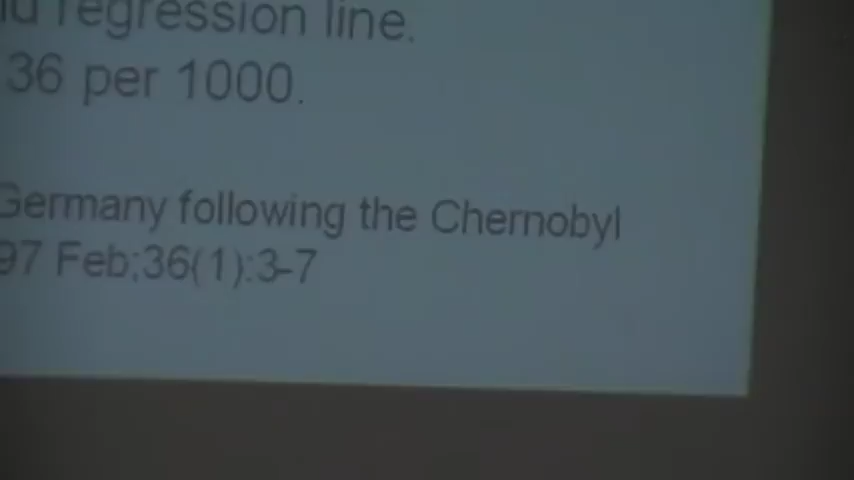 regression line.
36 per 1000.
Germany following the Chernobyl
97 Feb;36(1):3-7